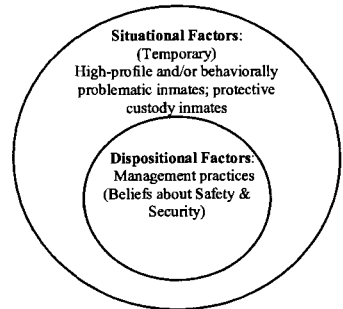 Situational Factors:
(Temporary)
High-profile and/or behaviorally
problematic inmates; protective
custody inmates
Dispositional Factors:
Management practices
(Beliefs about Safety &
Security)